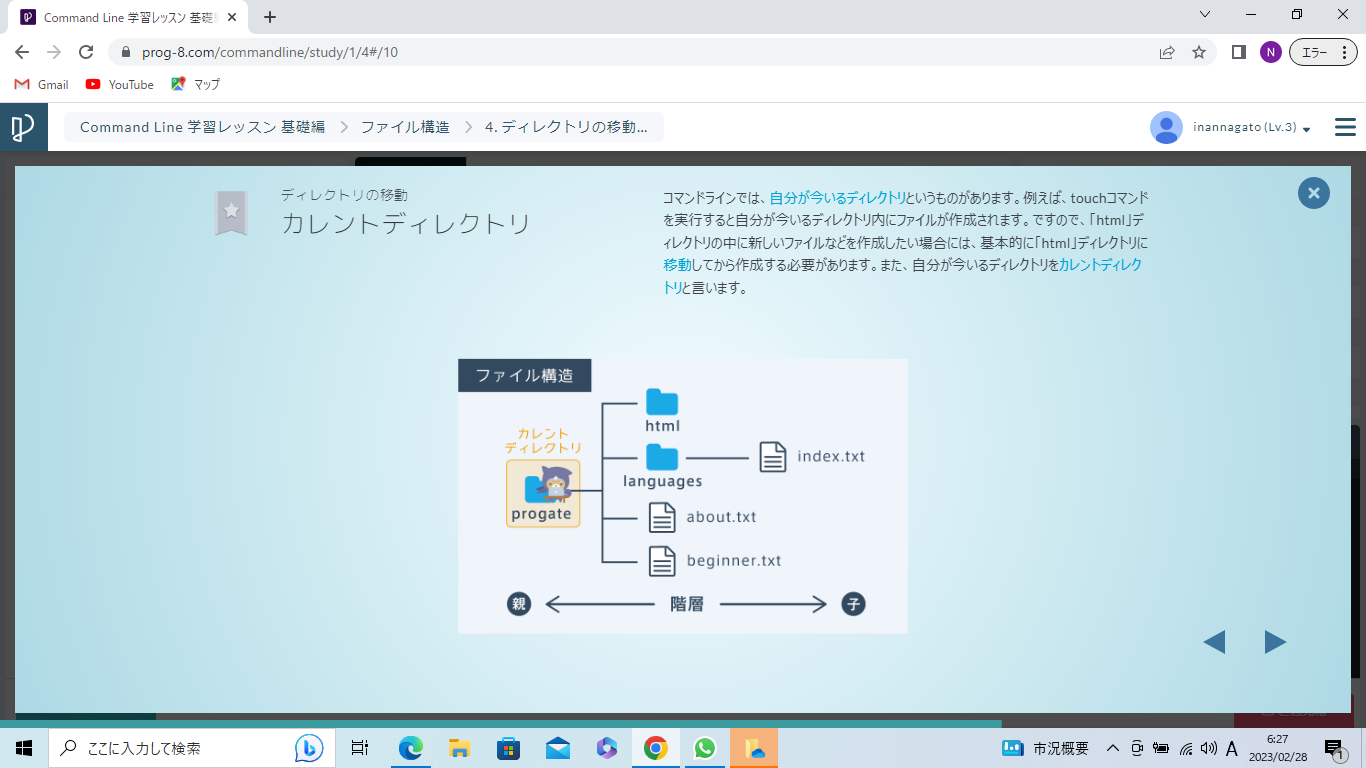 Command Line 学習レッスン 基礎
prog-8.com/commandline/study/1/4#/10
N
エラー
Gmail
YouTube
マップ
Command Line 学習レッスン 基礎編
ファイル構造
4. ディレクトリの移動...
inannagato (Lv.3)
ディレクトリの移動
カレントディレクトリ
コマンドラインでは、自分が今いるディレクトリというものがあります。例えば、touchコマンド
を実行すると自分が今いるディレクトリ内にファイルが作成されます。ですので、「html」デ
ィレクトリの中に新しいファイルなどを作成したい場合には、基本的に「html」ディレクトリに
移動してから作成する必要があります。また、自分が今いるディレクトリをカレントディレク
トリと言います。
ファイル構造
html
カレント
ディレクトリ
index.txt
languages
progate
about.txt
beginner.txt
親
階層
子
ここに入力して検索
市況概要
A
6:27
2023/02/28
1